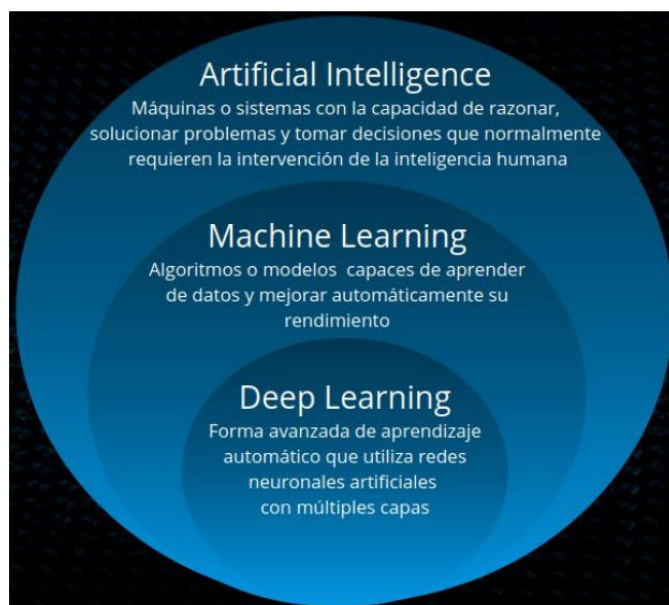 Artificial Intelligence
Máquinas o sistemas con la capacidad de razonar,
solucionar problemas y tomar decisiones que normalmente
requieren la intervención de la inteligencia humana
Machine Learning
Algoritmos o modelos capaces de aprender
de datos y mejorar automáticamente su
rendimiento
Deep Learning
Forma avanzada de aprendizaje
automático que utiliza redes
neuronales artificiales
con múltiples capas